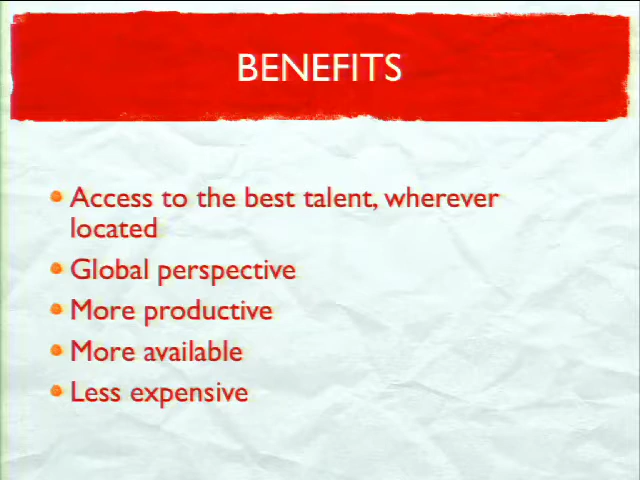 BENEFITS
Access to the best talent, wherever
located
Global perspective
More productive
More available
Less expensive